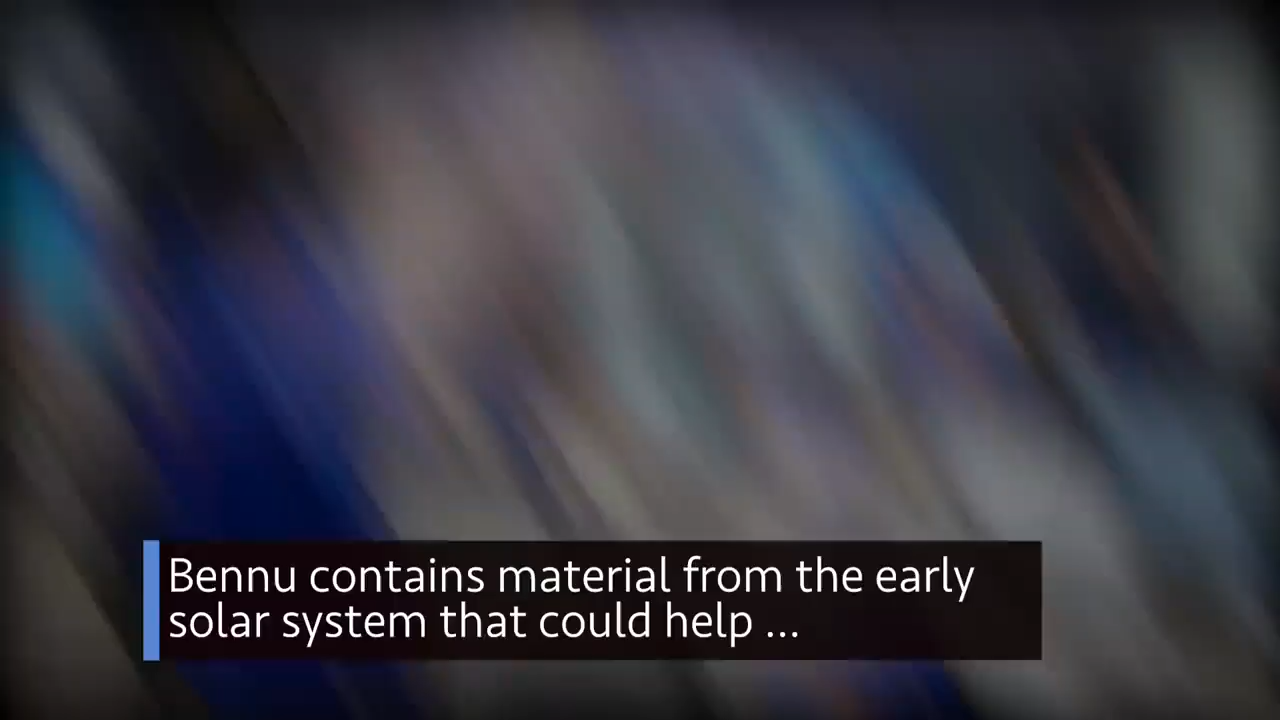 Bennu contains material from the early
solar system that could help ...